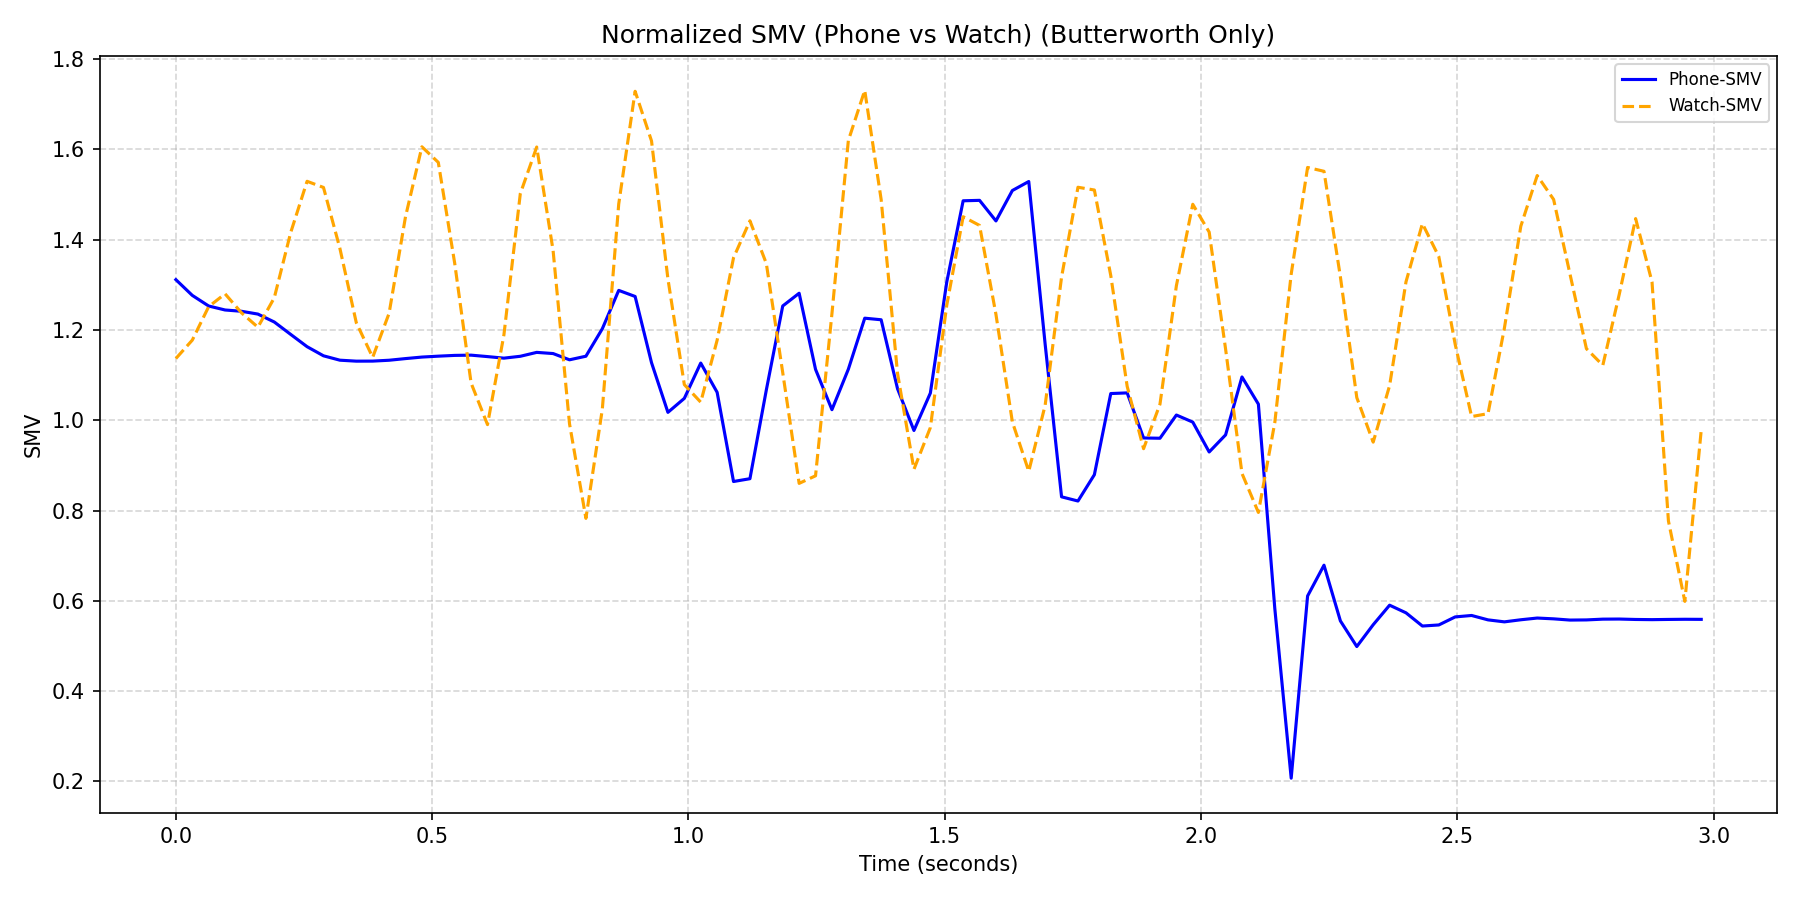 Normalized SMV (Phone vs Watch) (Butterworth Only)
Phone-SMV
Watch-SMV
SMV
1.8
1.6
1.4
1.2
1.0
0.8
0.6
0.4
0.2
0.0 0.5 1.0 1.5 2.0 2.5 3.0
Time (seconds)